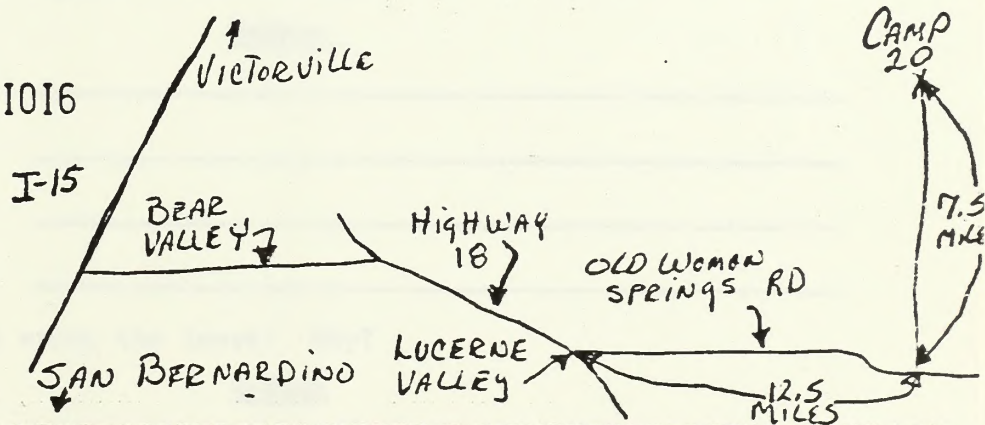 CAMP
20
VICTORVILLE
1016
I-15
BEAR
VALLEY
HIGHWAY
18
OLD WOMAN
SPRINGS RD
7.5
MILE
LUCERNE
VALLEY
SAN BERNARDINO
12.5
MILES